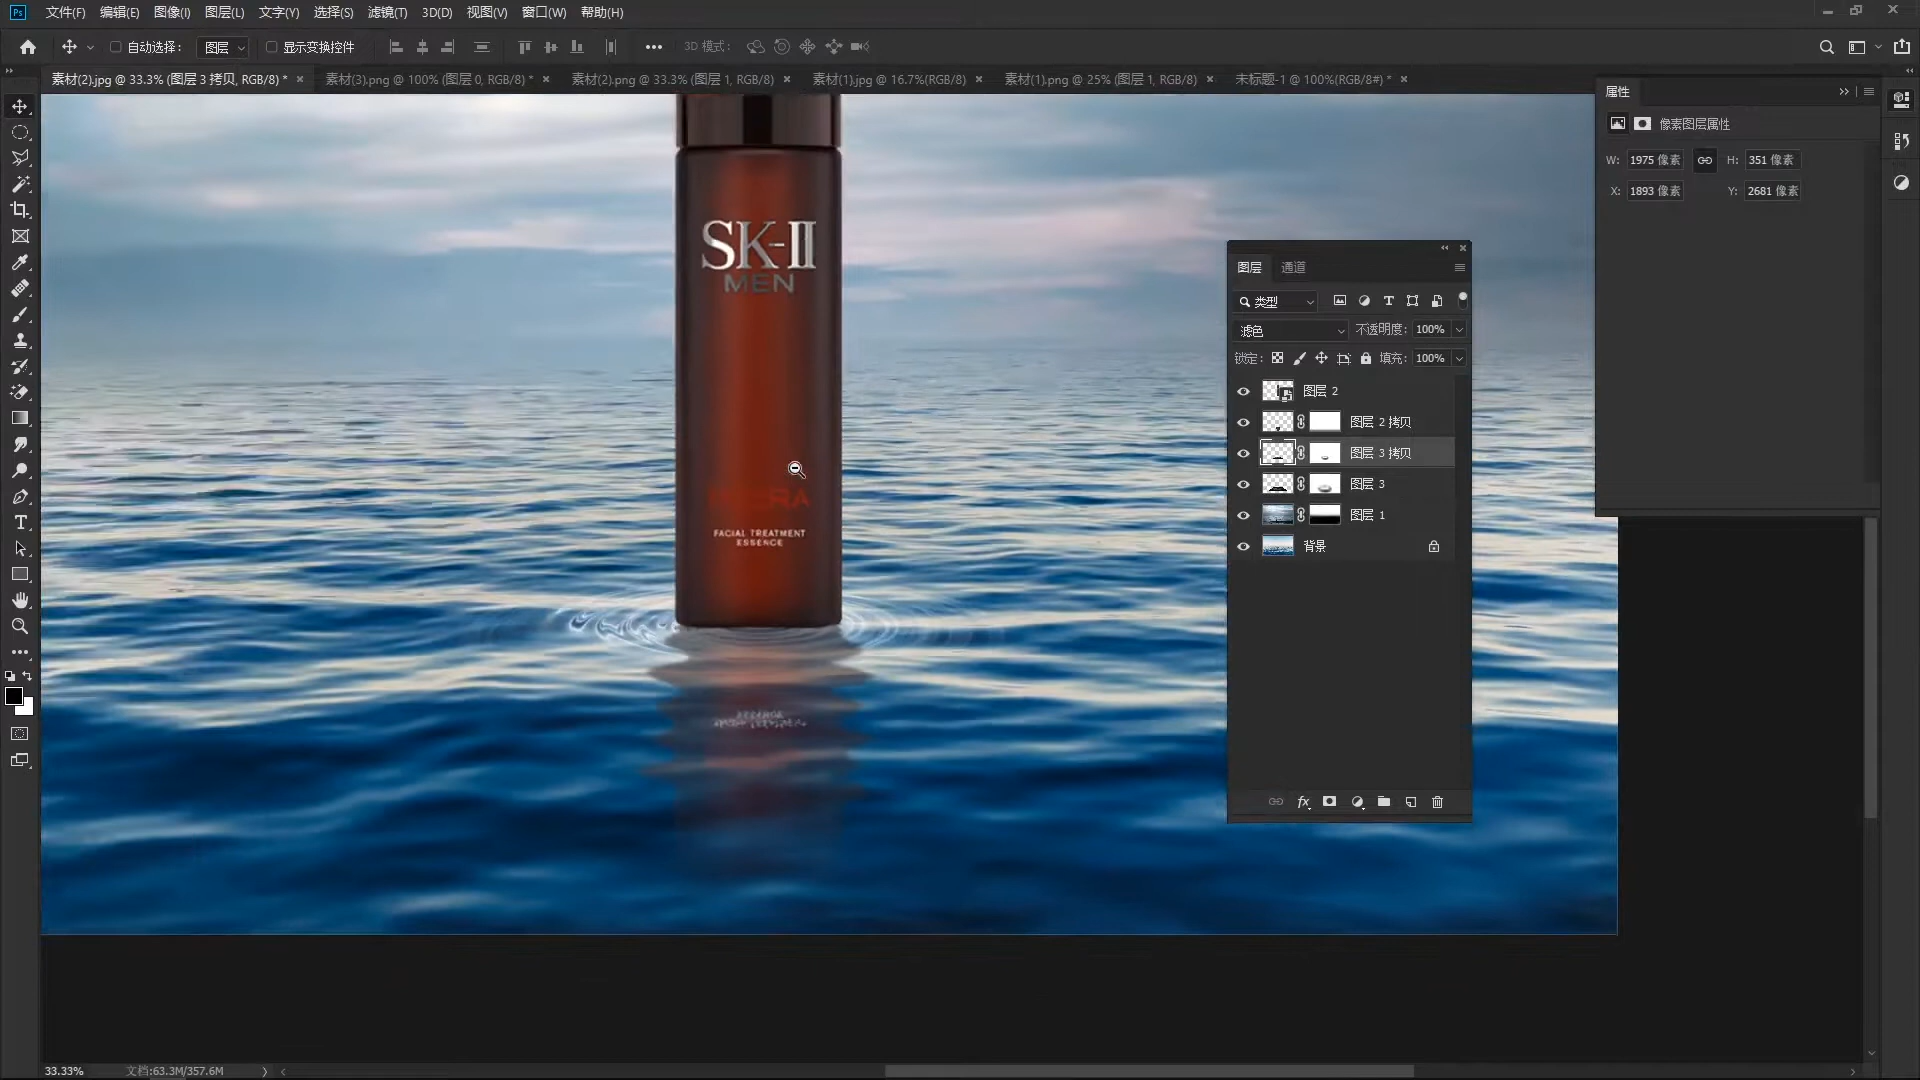 Ps 文件(F) 编辑(E) 图像(I) 图层(L) 文字(Y) 选择(S) 滤镜(T) 3D(D) 视图(V) 窗口(W) 帮助(H)
自动选择: 图层 显示变换控件 3D 模式:
素材(2).jpg @ 33.3% (图层 3 拷贝, RGB/8) * × 素材(3).png @ 100% (图层 0, RGB/8) * × 素材(2).png @ 33.3% (图层 1, RGB/8) × 素材(1).jpg @ 16.7%(RGB/8) × 素材(1).png @ 25% (图层 1, RGB/8) × 未标题-1 @ 100%(RGB/8#) * ×
属性
像素图层属性
W: 1975 像素 H: 351 像素
X: 1893 像素 Y: 2681 像素
SK-II
MEN
FACIAL TREATMENT
ESSENCE
图层 通道
类型
滤色 不透明度: 100%
锁定: 填充: 100%
图层 2
图层 2 拷贝
图层 3 拷贝
图层 3
图层 1
背景
fx
33.33% 文档:63.3M/357.6M